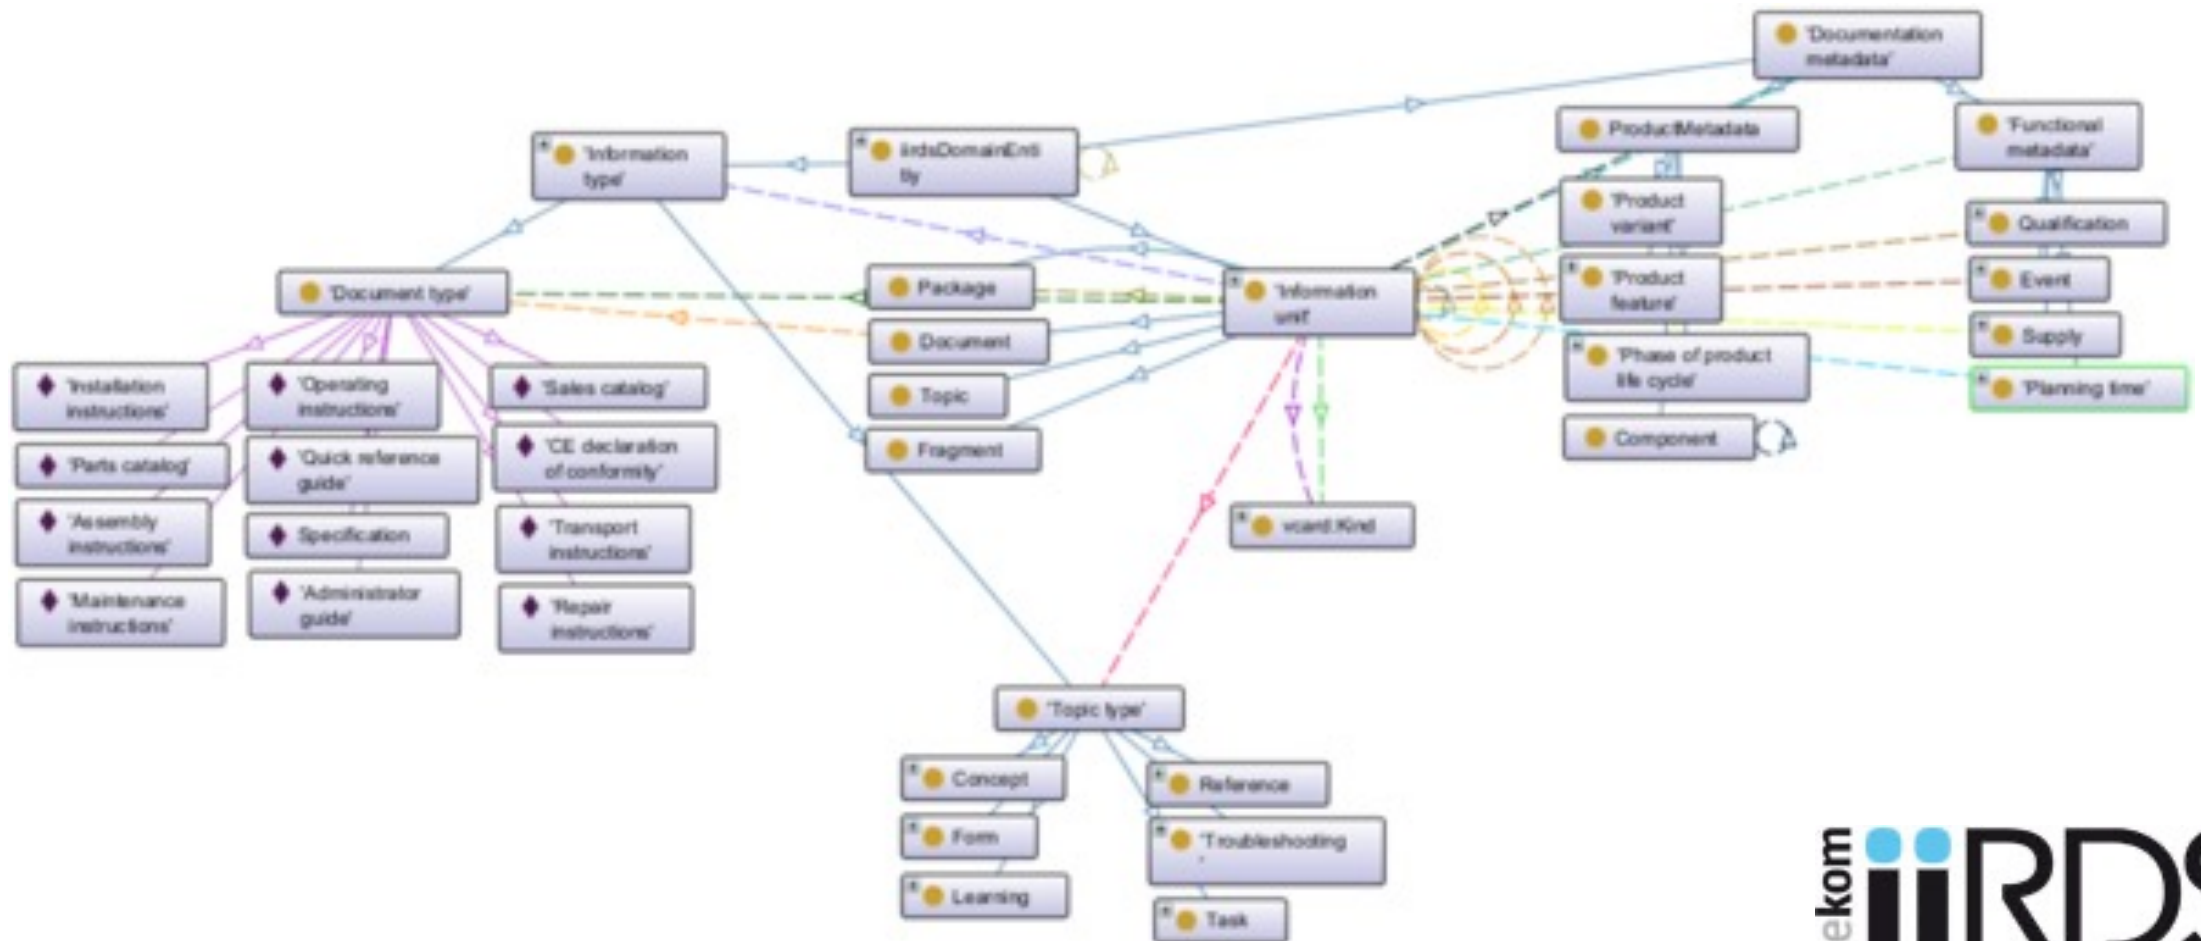 'Documentation
metadata'
ProductMetadata
'Functional
metadata'
'Information
type'
iirdsDomainEnti
ty
'Product
variant'
Qualification
'Document type'
Package
'Information
unit'
'Product
feature'
Event
Document
Supply
'Phase of product
life cycle'
'Planning time'
Topic
Component
Fragment
'Installation
instructions'
'Operating
instructions'
'Sales catalog'
'Parts catalog'
'Quick reference
guide'
'CE declaration
of conformity'
'Assembly
instructions'
Specification
'Transport
instructions'
'Maintenance
instructions'
'Administrator
guide'
'Repair
instructions'
vcard:Kind
'Topic type'
Concept
Reference
Form
'Troubleshooting
'
Learning
Task
ekom
iiRDS